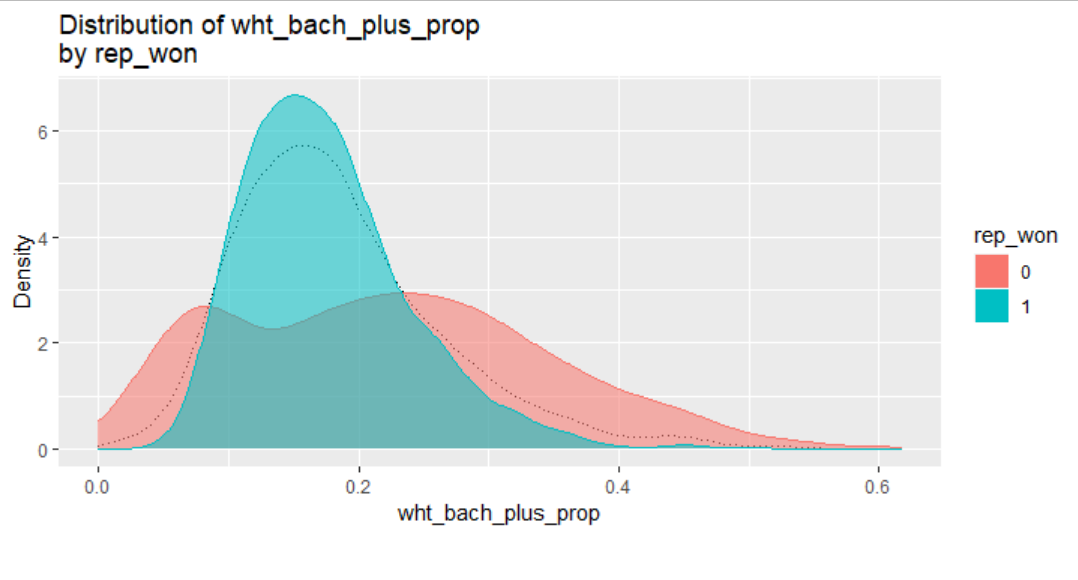 Distribution of wht_bach_plus_prop
by rep_won
6
4
2
0
Density
0.0 0.2 0.4 0.6
wht_bach_plus_prop
rep_won
0
1